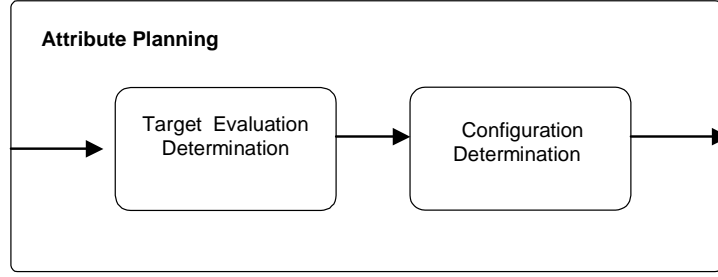 Attribute Planning
Target Evaluation
Determination
Configuration
Determination